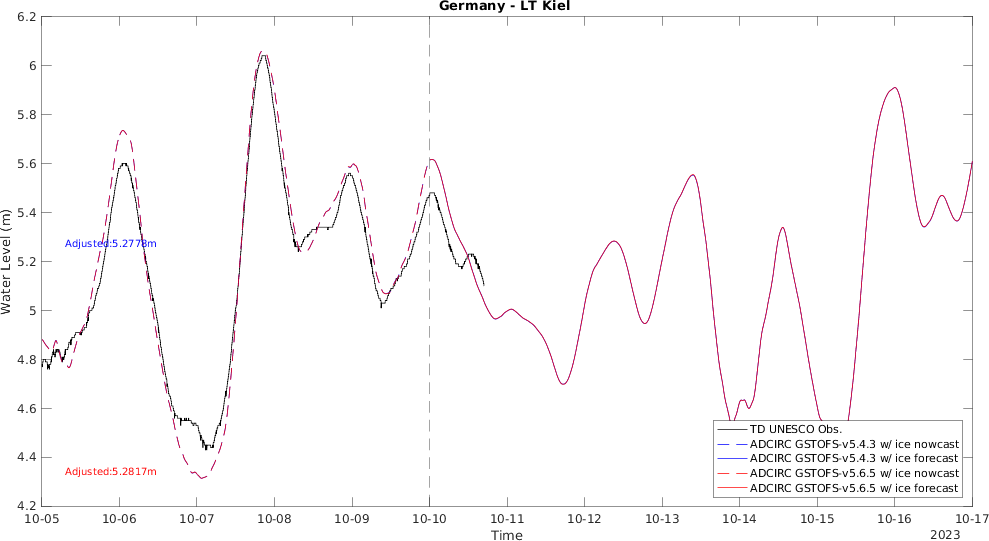 Germany - LT Kiel
Water Level (m)
6.2
6
5.8
5.6
5.4
5.2
5
4.8
4.6
4.4
4.2
Adjusted:5.2778m
Adjusted:5.2817m
TD UNESCO Obs.
ADCIRC GSTOFS-v5.4.3 w/ ice nowcast
ADCIRC GSTOFS-v5.4.3 w/ ice forecast
ADCIRC GSTOFS-v5.6.5 w/ ice nowcast
ADCIRC GSTOFS-v5.6.5 w/ ice forecast
10-05 10-06 10-07 10-08 10-09 10-10 10-11 10-12 10-13 10-14 10-15 10-16 10-17
Time
2023